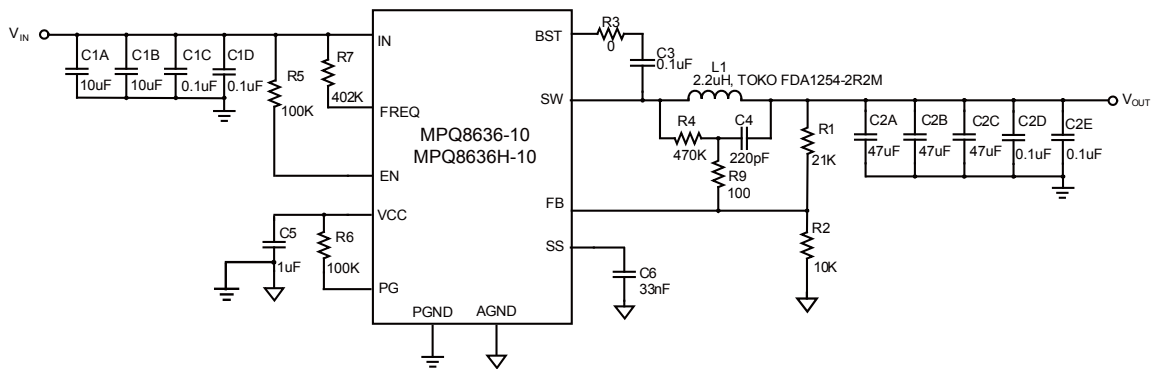 V IN
C1A
10uF
C1B
10uF
C1C
0.1uF
C1D
0.1uF
R5
100K
R7
402K
IN
FREQ
EN
VCC
PG
PGND
AGND
BST
SW
FB
SS
MPQ8636-10
MPQ8636H-10
C5
1uF
R6
100K
R3
0
C3
0.1uF
L1
2.2uH, TOKO FDA1254-2R2M
R4
470K
C4
220pF
R9
100
R1
21K
R2
10K
C6
33nF
C2A
47uF
C2B
47uF
C2C
47uF
C2D
0.1uF
C2E
0.1uF
V OUT